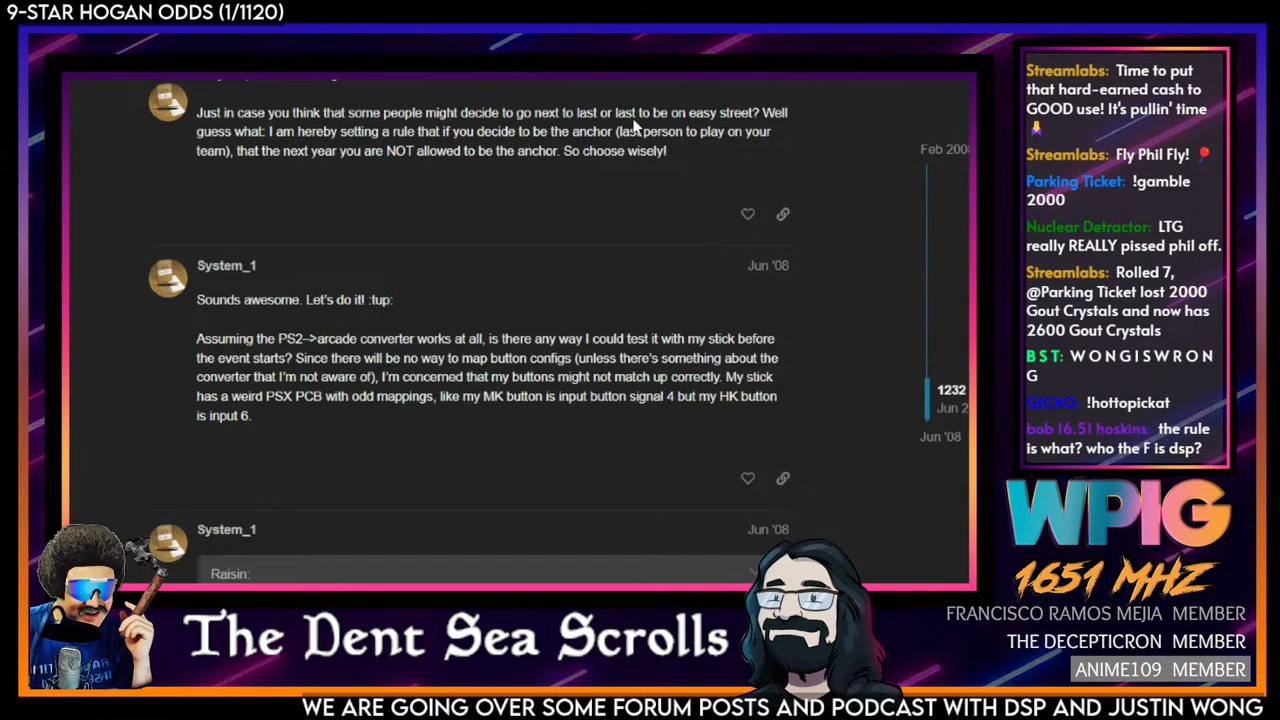 9-STAR HOGAN ODDS (1/1120)
Just in case you think that some people might decide to go next to last or last to be on easy street? Well
guess what: I am hereby setting a rule that if you decide to be the anchor (last person to play on your
team), that the next year you are NOT allowed to be the anchor. So choose wisely!
Feb 2008
System_1
Jun '08
Sounds awesome. Let's do it! :tup:
Assuming the PS2–>arcade converter works at all, is there any way I could test it with my stick before
the event starts? Since there will be no way to map button configs (unless there's something about the
converter that I'm not aware of), I'm concerned that my buttons might not match up correctly. My stick
has a weird PSX PCB with odd mappings, like my MK button is input button signal 4 but my HK button
is input 6.
1232
Jun 2
Jun '08
System_1
Jun '08
Raisin:
Streamlabs: Time to put
that hard-earned cash to
GOOD use! It's pullin' time
Streamlabs: Fly Phil Fly!
Parking Ticket: !gamble
2000
Nuclear Detractor: LTG
really REALLY pissed phil off.
Streamlabs: Rolled 7,
@Parking Ticket lost 2000
Gout Crystals and now has
2600 Gout Crystals
B S T: W O N G I S W R O N
G
GECKO: !hottopickat
bob 16.51 hoskins: the rule
is what? who the F is dsp?
WPIG
1651 MHZ
FRANCISCO RAMOS MEJIA MEMBER
THE DECEPTICRON MEMBER
ANIME109 MEMBER
The Dent Sea Scrolls
WE ARE GOING OVER SOME FORUM POSTS AND PODCAST WITH DSP AND JUSTIN WONG